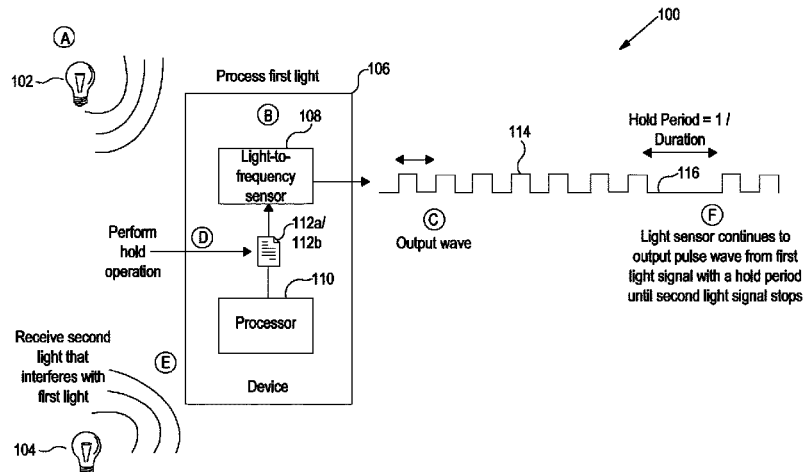 100
A
102
Process first light
106
B
108
Light-to-
frequency
sensor
114
Hold Period = 1 /
Duration
116
C
Output wave
F
Light sensor continues to
output pulse wave from first
light signal with a hold period
until second light signal stops
Perform
hold
operation
D
112a/
112b
110
Processor
Receive second
light that
interferes with
first light
E
Device
104